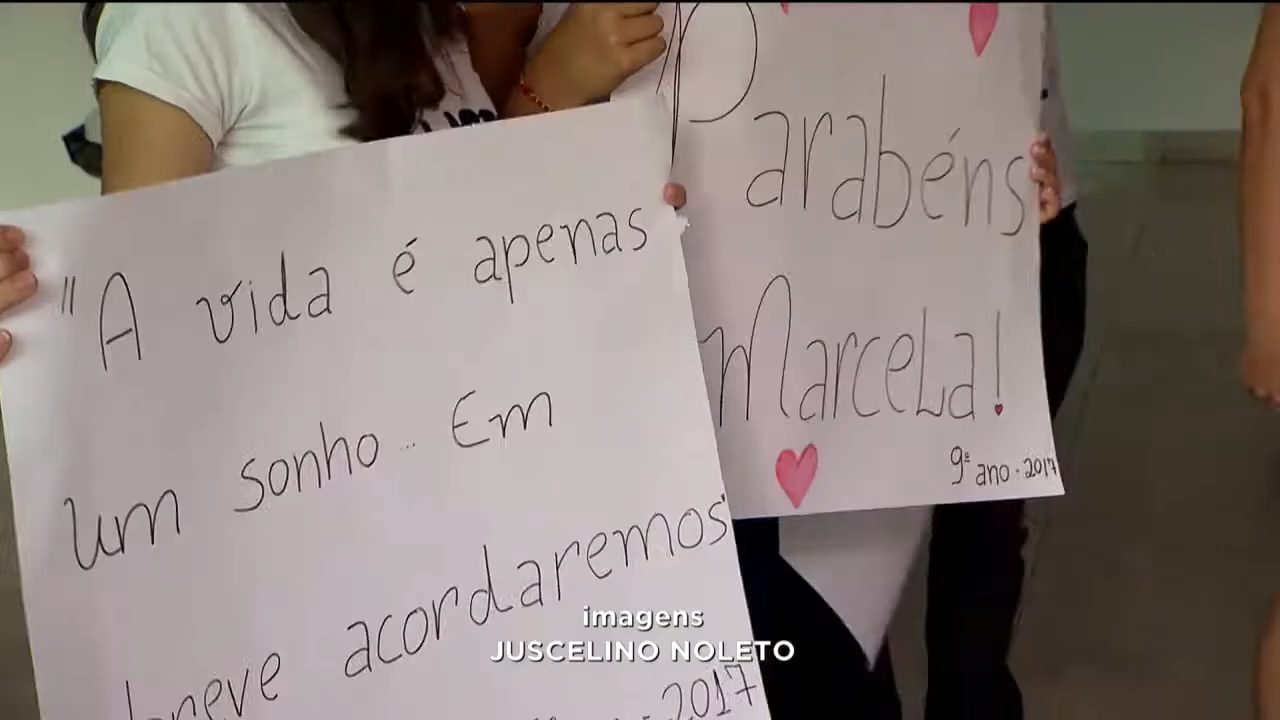 "A vida é apenas
um sonho... Em
breve acordaremos"
2017
Parabéns
Marcela!
9º ano · 2017
imagens
JUSCELINO NOLETO